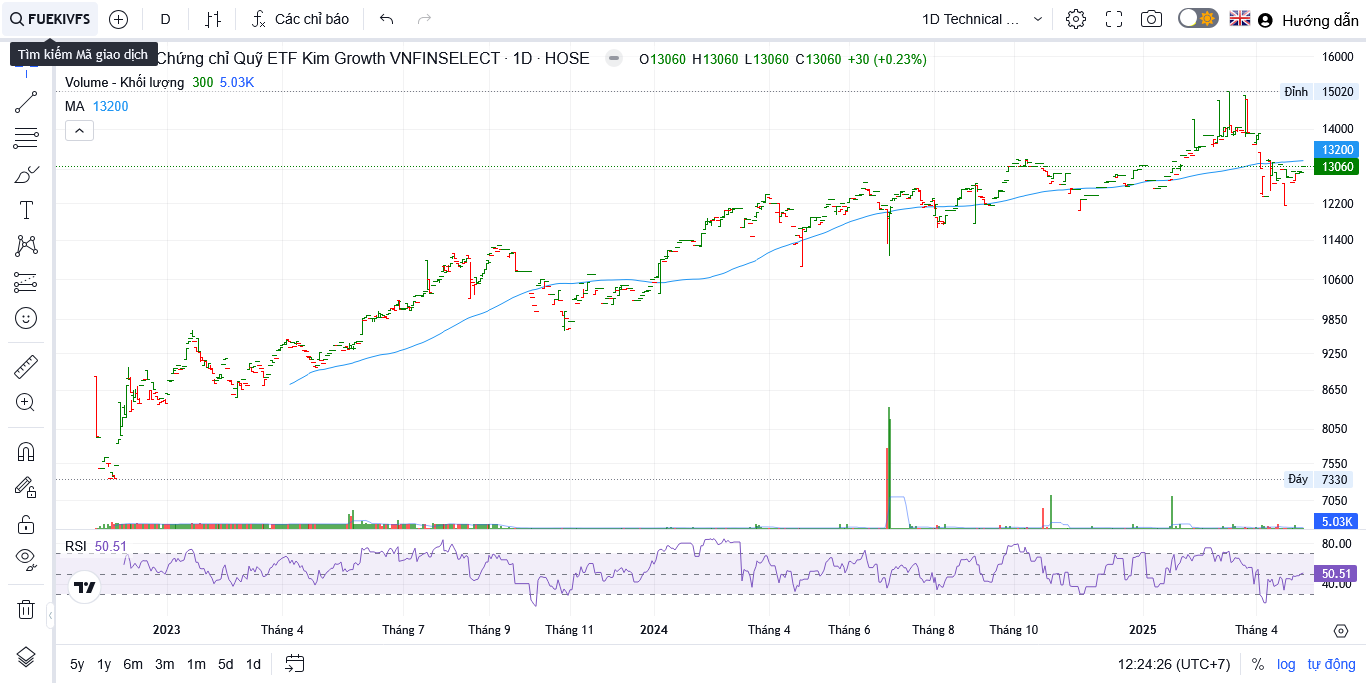 FUEKIVFS
D
Các chỉ báo
1D Technical ...
Hướng dẫn
Tìm kiếm Mã giao dịch
Chứng chỉ Quỹ ETF Kim Growth VNFINSELECT · 1D · HOSE
O13060 H13060 L13060 C13060 +30 (+0.23%)
Volume - Khối lượng 300 5.03K
MA 13200
16000
Đỉnh 15020
14000
13200
13060
12200
11400
10600
9850
9250
8650
8050
7550
Đáy 7330
7050
5.03K
RSI 50.51
80.00
50.51
40.00
2023 Tháng 4 Tháng 7 Tháng 9 Tháng 11 2024 Tháng 4 Tháng 6 Tháng 8 Tháng 10 2025 Tháng 4
5y 1y 6m 3m 1m 5d 1d
12:24:26 (UTC+7) % log tự động